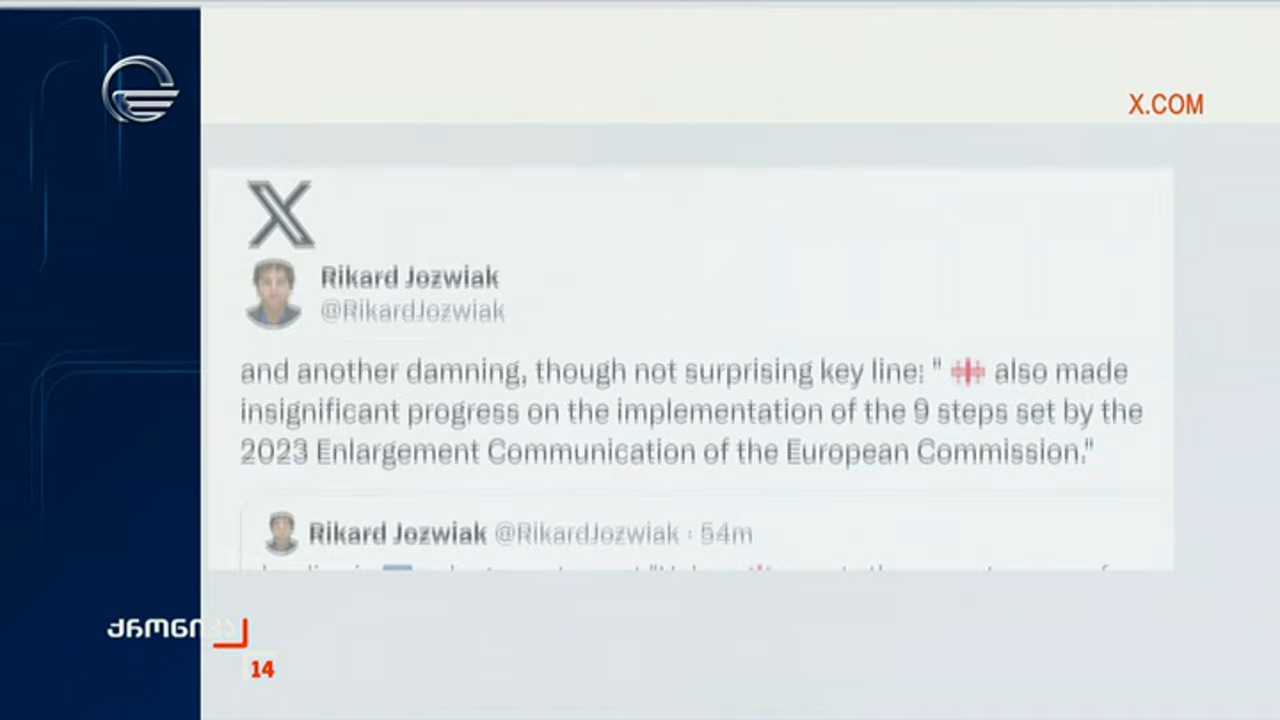 X.COM
Rikard Jozwiak
@RikardJozwiak
and another damning, though not surprising key line: " also made
insignificant progress on the implementation of the 9 steps set by the
2023 Enlargement Communication of the European Commission."
Rikard Jozwiak @RikardJozwiak · 54m
ქრონიკა
14